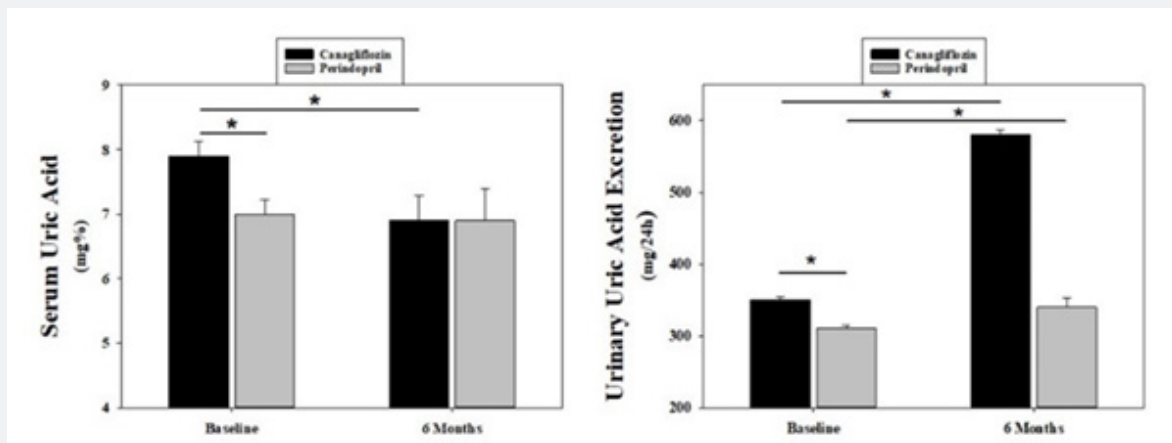 Canagliflozin
Perindopril
Serum Uric Acid
(mg%)
9
8
7
6
5
4
*
*
Baseline
6 Months
Canagliflozin
Perindopril
Urinary Uric Acid Excretion
(mg/24h)
600
500
400
300
200
*
*
*
Baseline
6 Months